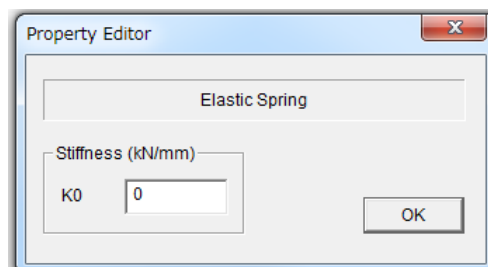 Property Editor
Elastic Spring
Stiffness (kN/mm)
K0 0
OK